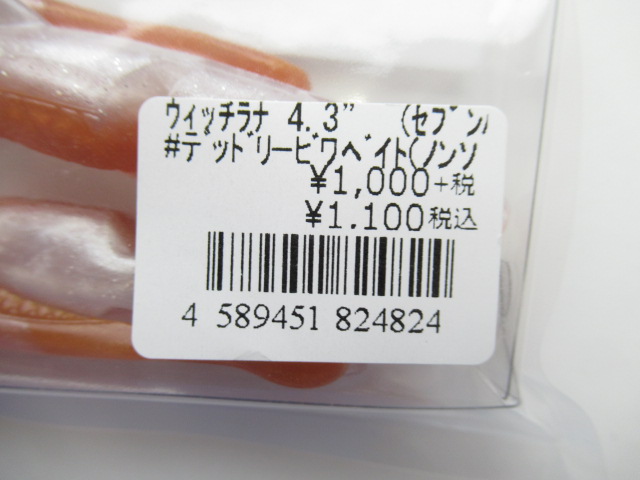 ウィッチラナ 4.3" (ｾﾌﾞﾝ/
#ﾃﾞｯﾄﾞﾘｰﾋﾞﾜﾍﾞｲﾄ(ﾉﾝｿ
¥1,000+税
¥1.100税込
4 589451 824824